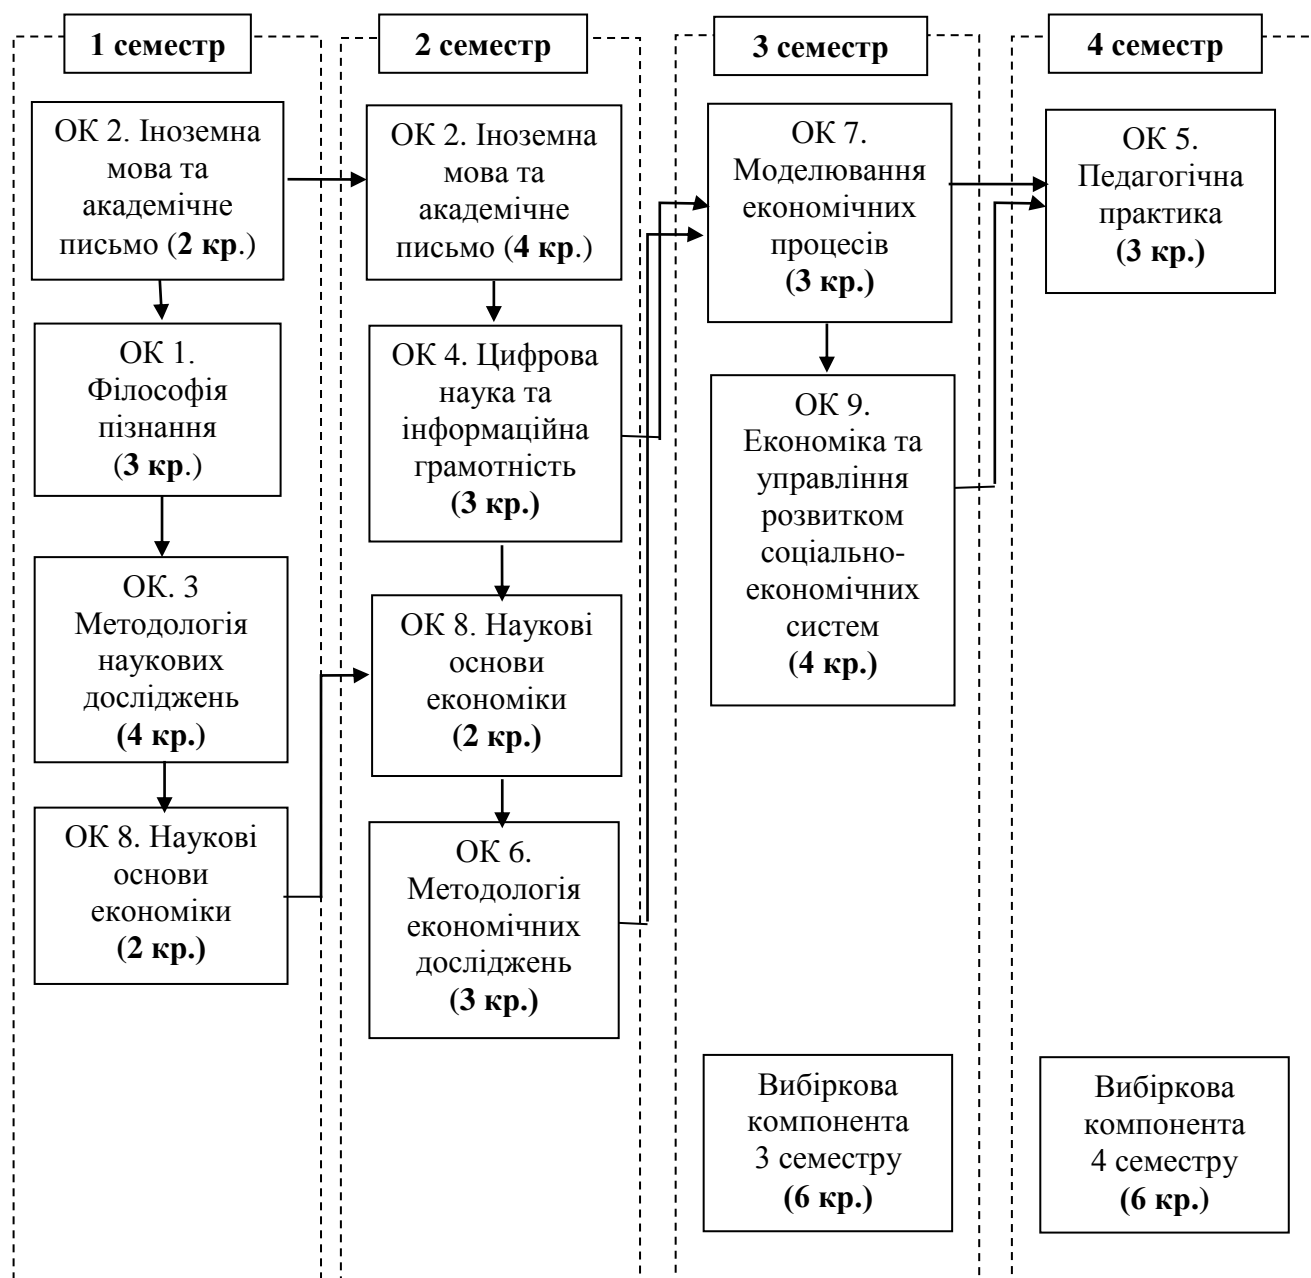 1 семестр
ОК 2. Іноземна
мова та
академічне
письмо (2 кр.)
ОК 1.
Філософія
пізнання
(3 кр.)
ОК. 3
Методологія
наукових
досліджень
(4 кр.)
ОК 8. Наукові
основи
економіки
(2 кр.)
2 семестр
ОК 2. Іноземна
мова та
академічне
письмо (4 кр.)
ОК 4. Цифрова
наука та
інформаційна
грамотність
(3 кр.)
ОК 8. Наукові
основи
економіки
(2 кр.)
ОК 6.
Методологія
економічних
досліджень
(3 кр.)
3 семестр
ОК 7.
Моделювання
економічних
процесів
(3 кр.)
ОК 9.
Економіка та
управління
розвитком
соціально-
економічних
систем
(4 кр.)
Вибіркова
компонента
3 семестру
(6 кр.)
4 семестр
ОК 5.
Педагогічна
практика
(3 кр.)
Вибіркова
компонента
4 семестру
(6 кр.)